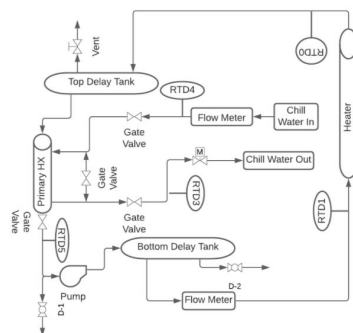 Vent
RTD0
Top Delay Tank
RTD4
Gate
Valve
Flow Meter
Chill
Water In
Heater
Primary HX
Gate
Valve
M
Chill Water Out
Gate
Valve
RTD3
RTD1
Gate
Valve
RTD5
Bottom Delay Tank
Pump
D-2
D-1
Flow Meter